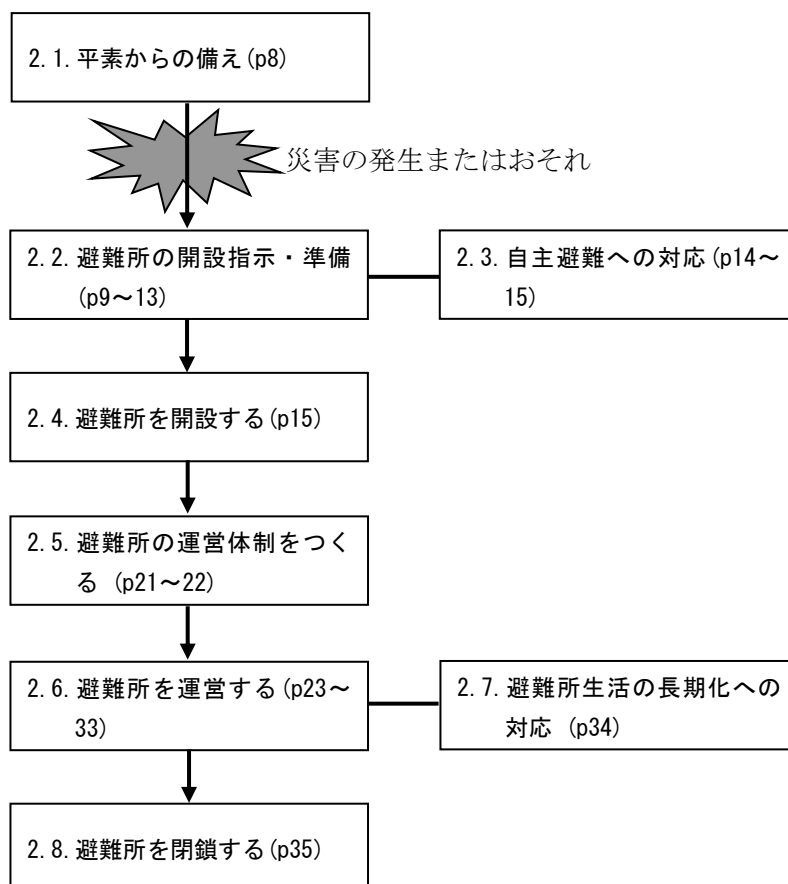 2.1.平素からの備え(p8)
災害の発生またはおそれ
2.2.避難所の開設指示・準備
(p9～13)
2.3.自主避難への対応(p14～
15)
2.4.避難所を開設する(p15)
2.5.避難所の運営体制をつく
る (p21～22)
2.6.避難所を運営する(p23～
33)
2.7.避難所生活の長期化への
対応 (p34)
2.8.避難所を閉鎖する(p35)